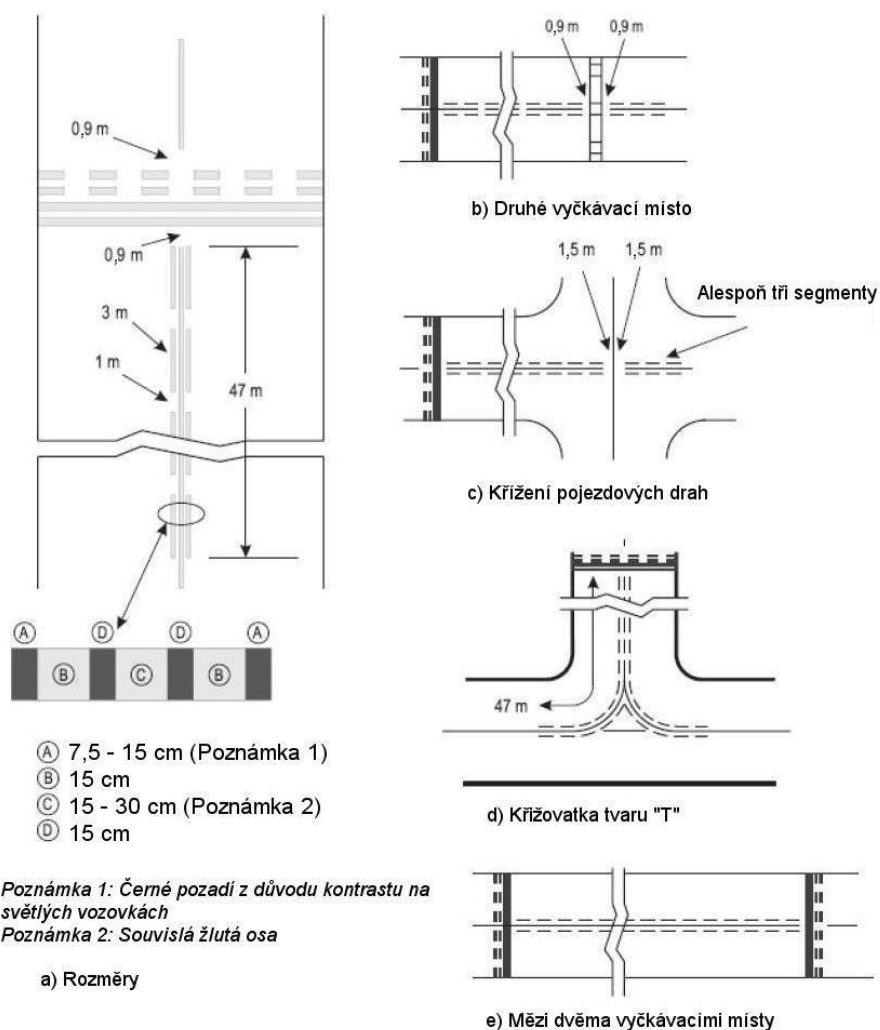 0,9 m
0,9 m
3 m
1 m
47 m
A D D A
B C B
A 7,5 - 15 cm (Poznámka 1)
B 15 cm
C 15 - 30 cm (Poznámka 2)
D 15 cm
Poznámka 1: Černé pozadí z důvodu kontrastu na
světlých vozovkách
Poznámka 2: Souvislá žlutá osa
a) Rozměry
0,9 m 0,9 m
b) Druhé vyčkávací místo
1,5 m 1,5 m
Alespoň tři segmenty
c) Křížení pojezdových drah
47 m
d) Křižovatka tvaru "T"
e) Mězi dvěma vyčkávacími místy